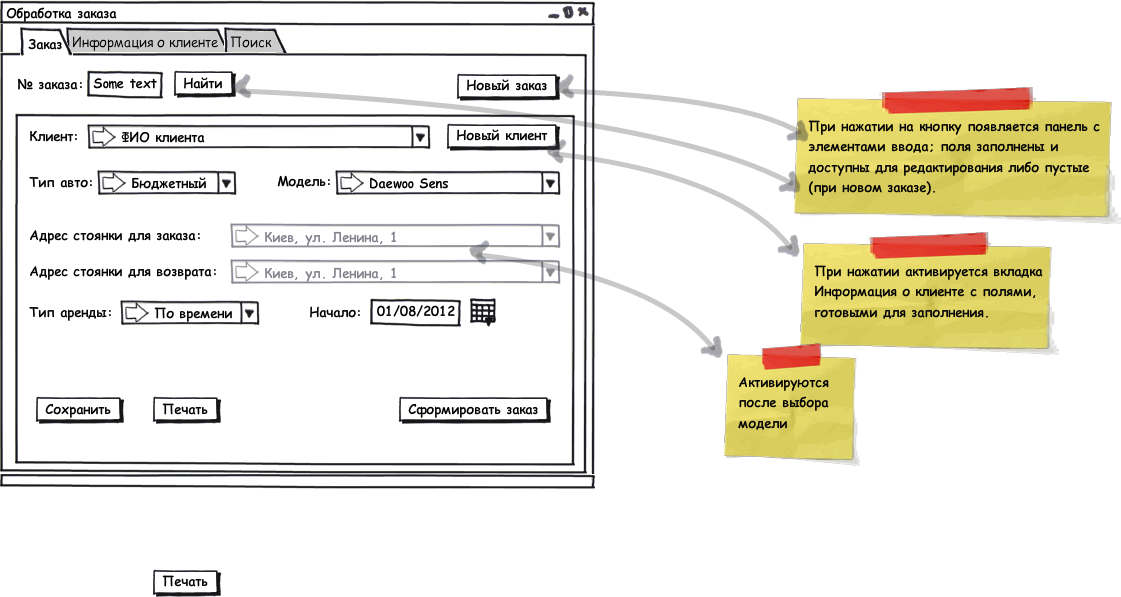 Обработка заказа
Заказ Информация о клиенте Поиск
№ заказа: Some text Найти Новый заказ
Клиент: ФИО клиента Новый клиент
Тип авто: Бюджетный Модель: Daewoo Sens
Адрес стоянки для заказа: Киев, ул. Ленина, 1
Адрес стоянки для возврата: Киев, ул. Ленина, 1
Тип аренды: По времени Начало: 01/08/2012
Сохранить Печать Сформировать заказ
При нажатии на кнопку появляется панель с
элементами ввода; поля заполнены и
доступны для редактирования либо пустые
(при новом заказе).
При нажатии активируется вкладка
Информация о клиенте с полями,
готовыми для заполнения.
Активируются
после выбора
модели
Печать